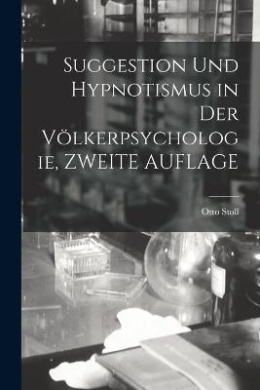 Suggestion Und
Hypnotismus in
Der
Völkerpsycholog
ie, ZWEITE AUFLAGE
Otto Stoll